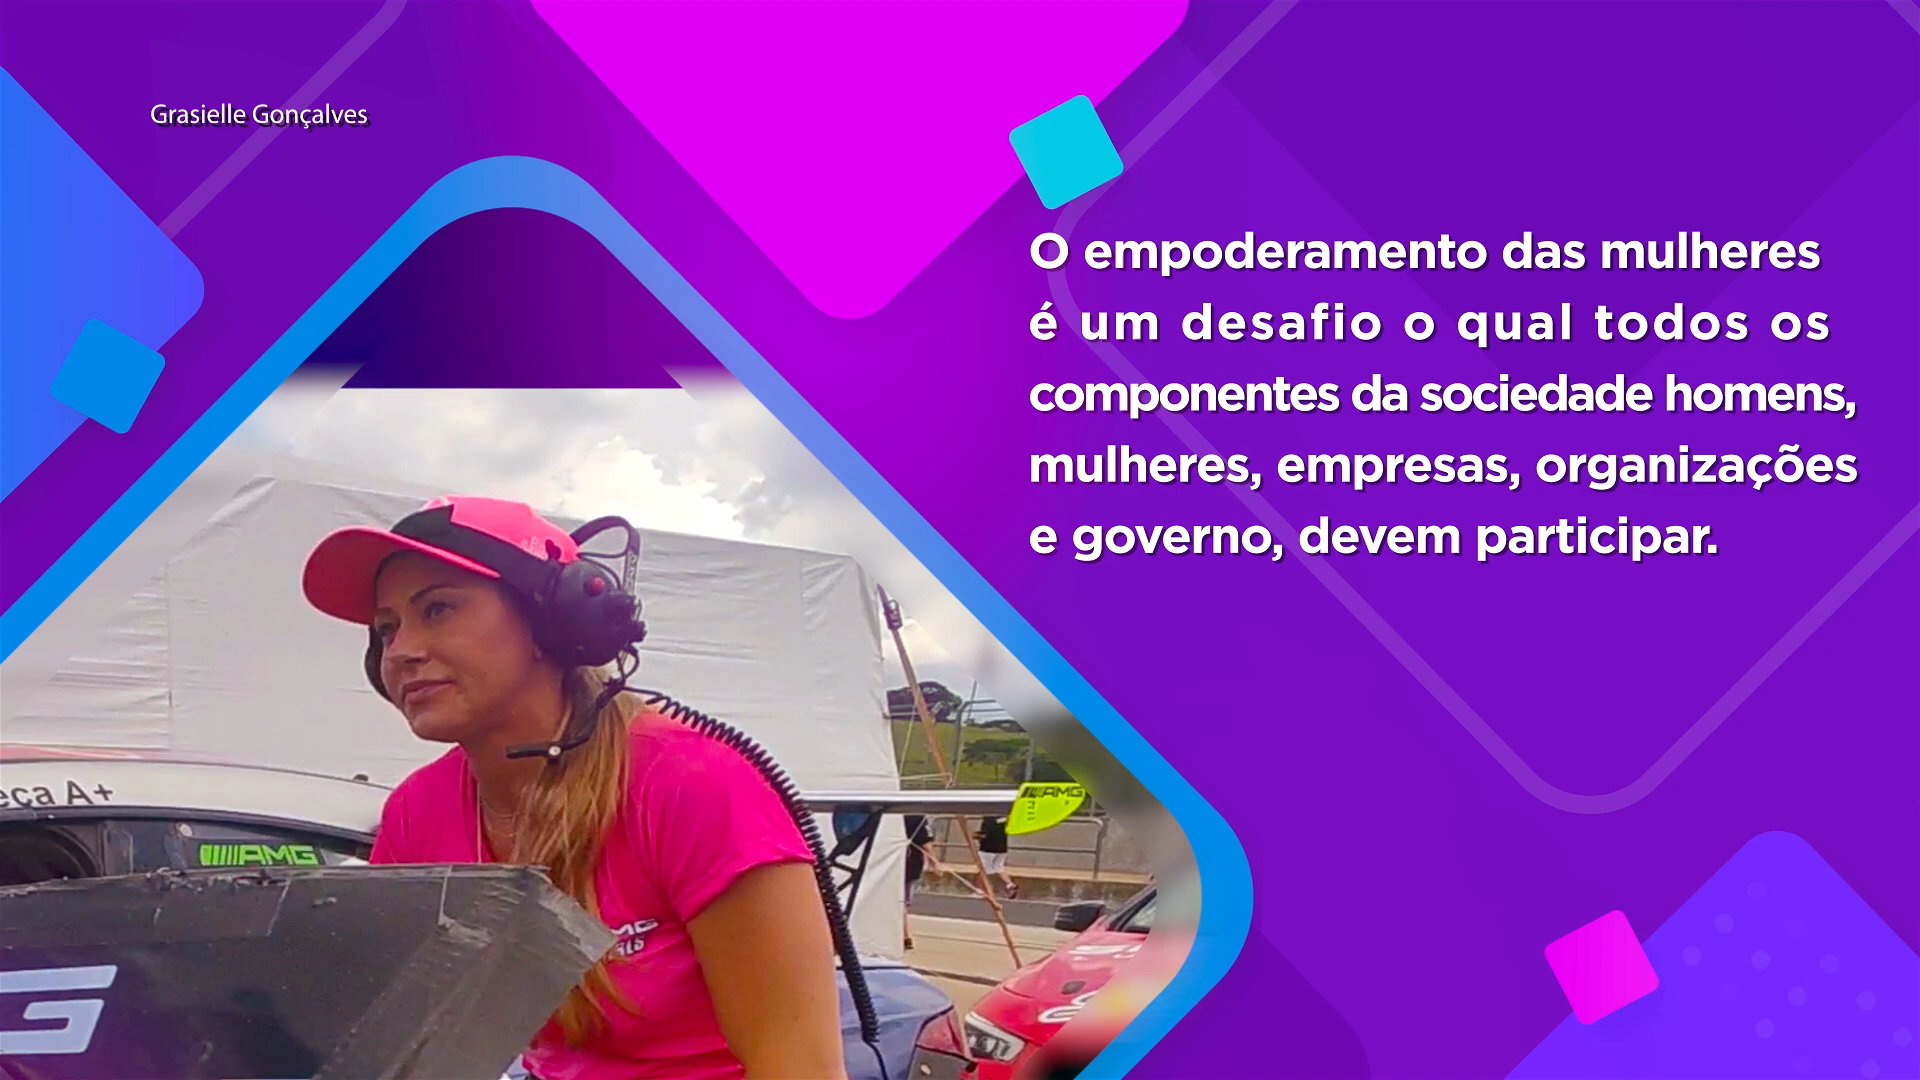 Grasielle Gonçalves
O empoderamento das mulheres
é um desafio o qual todos os
componentes da sociedade homens,
mulheres, empresas, organizações
e governo, devem participar.
eça A+
AMG
AMG
MG
G